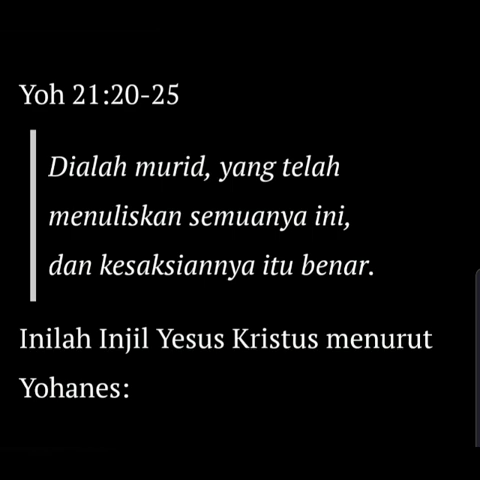 Yoh 21:20-25
Dialah murid, yang telah
menuliskan semuanya ini,
dan kesaksiannya itu benar.
Inilah Injil Yesus Kristus menurut
Yohanes: